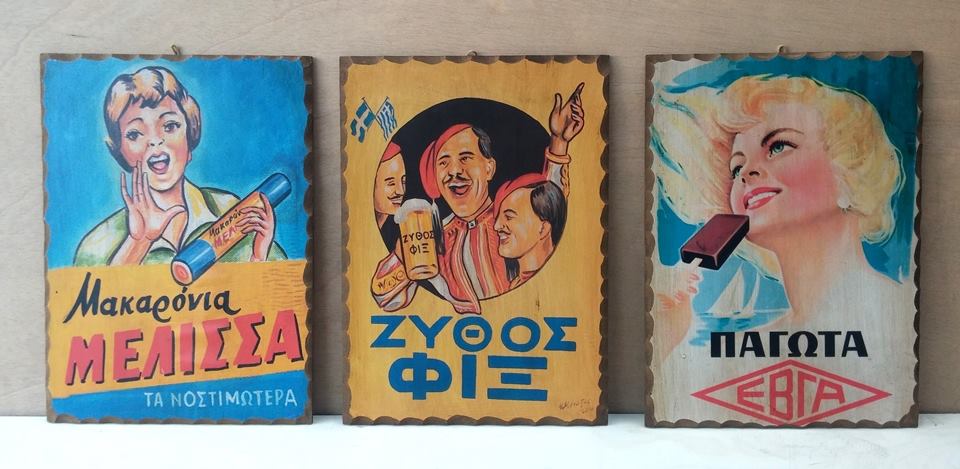 Μακαρόνια
ΜΕΛΙΣΣΑ
ΤΑ ΝΟΣΤΙΜΩΤΕΡΑ
ΖΥΘΟΣ
ΦΙΞ
ΖΥΘΟΣ
ΦΙΞ
ΠΑΓΩΤΑ
ΕΒΓΑ